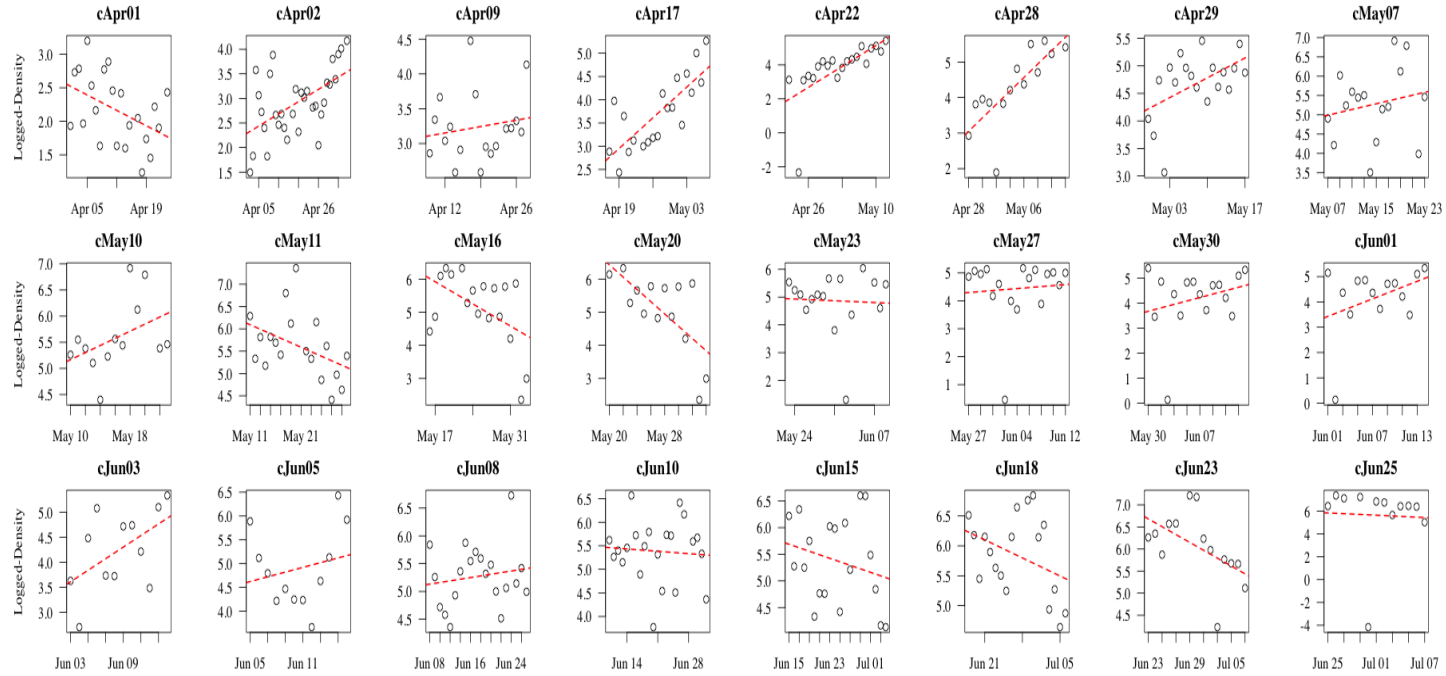 cApr01 cApr02 cApr09 cApr17 cApr22 cApr28 cApr29 cMay07
Logged-Density
3.0 2.5 2.0 1.5
4.0 3.5 3.0 2.5 2.0 1.5
4.5 4.0 3.5 3.0
5.0 4.5 4.0 3.5 3.0 2.5
4 2 0 -2
5 4 3 2
5.5 5.0 4.5 4.0 3.5 3.0
7.0 6.5 6.0 5.5 5.0 4.5 4.0 3.5
Apr 05 Apr 19 Apr 05 Apr 26 Apr 12 Apr 26 Apr 19 May 03 Apr 26 May 10 Apr 28 May 06 May 03 May 17 May 07 May 15 May 23
cMay10 cMay11 cMay16 cMay20 cMay23 cMay27 cMay30 cJun01
Logged-Density
7.0 6.5 6.0 5.5 5.0 4.5
7.0 6.5 6.0 5.5 5.0 4.5
6 5 4 3
6 5 4 3
6 5 4 3 2
5 4 3 2 1
5 4 3 2 1 0
5 4 3 2 1 0
May 10 May 18 May 11 May 21 May 17 May 31 May 20 May 28 May 24 Jun 07 May 27 Jun 04 Jun 12 May 30 Jun 07 Jun 01 Jun 07 Jun 13
cJun03 cJun05 cJun08 cJun10 cJun15 cJun18 cJun23 cJun25
Logged-Density
5.0 4.5 4.0 3.5 3.0
6.5 6.0 5.5 5.0 4.5 4.0
6.5 6.0 5.5 5.0 4.5
6.5 6.0 5.5 5.0 4.5 4.0
6.5 6.0 5.5 5.0 4.5
6.5 6.0 5.5 5.0
7.0 6.5 6.0 5.5 5.0 4.5
6 4 2 0 -2 -4
Jun 03 Jun 09 Jun 05 Jun 11 Jun 08 Jun 16 Jun 24 Jun 14 Jun 28 Jun 15 Jun 23 Jul 01 Jun 21 Jul 05 Jun 23 Jun 29 Jul 05 Jun 25 Jul 01 Jul 07